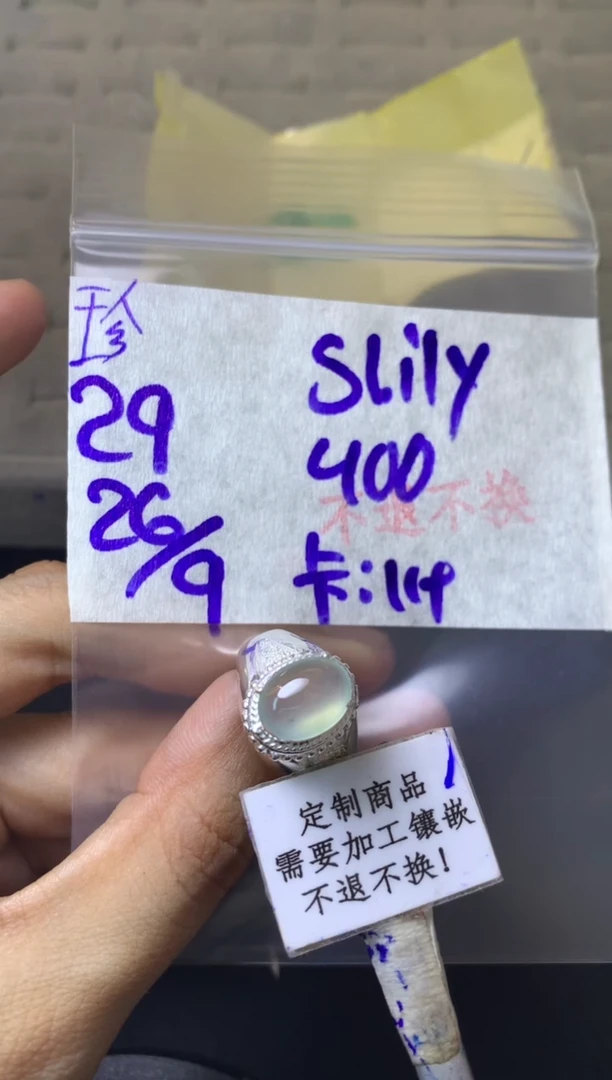 珍
29
26/9
Slily
400
不退不换
卡:114
定制商品
需要加工镶嵌
不退不换!